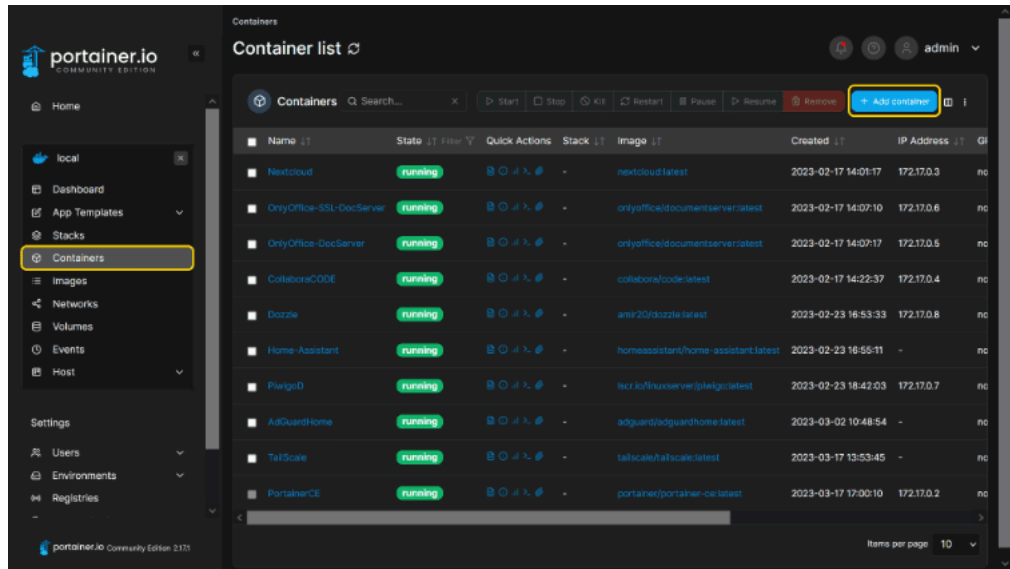 portainer.io
COMMUNITY EDITION
Home
local
Dashboard
App Templates
Stacks
Containers
Images
Networks
Volumes
Events
Host
Settings
Users
Environments
Registries
portainer.io Community Edition 2.17.1
Containers
Container list
admin
Containers Search... Start Stop Kill Restart Pause Resume Remove + Add container
Name State Filter Quick Actions Stack Image Created IP Address
Nextcloud running - nextcloud:latest 2023-02-17 14:01:17 172.17.0.3
OnlyOffice-SSL-DocServer running - onlyoffice/documentserver:latest 2023-02-17 14:07:10 172.17.0.6
OnlyOffice-DocServer running - onlyoffice/documentserver:latest 2023-02-17 14:07:17 172.17.0.5
CollaboraCODE running - collabora/code:latest 2023-02-17 14:22:37 172.17.0.4
Dozzle running - amir20/dozzle:latest 2023-02-23 16:53:33 172.17.0.8
Home-Assistant running - homeassistant/home-assistant:latest 2023-02-23 16:55:11 -
PiwigoD running - lscr.io/linuxserver/piwigo:latest 2023-02-23 18:42:03 172.17.0.7
AdGuardHome running - adguard/adguardhome:latest 2023-03-02 10:48:54 -
TailScale running - tailscale/tailscale:latest 2023-03-17 13:53:45 -
PortainerCE running - portainer/portainer-ce:latest 2023-03-17 17:00:10 172.17.0.2
Items per page 10